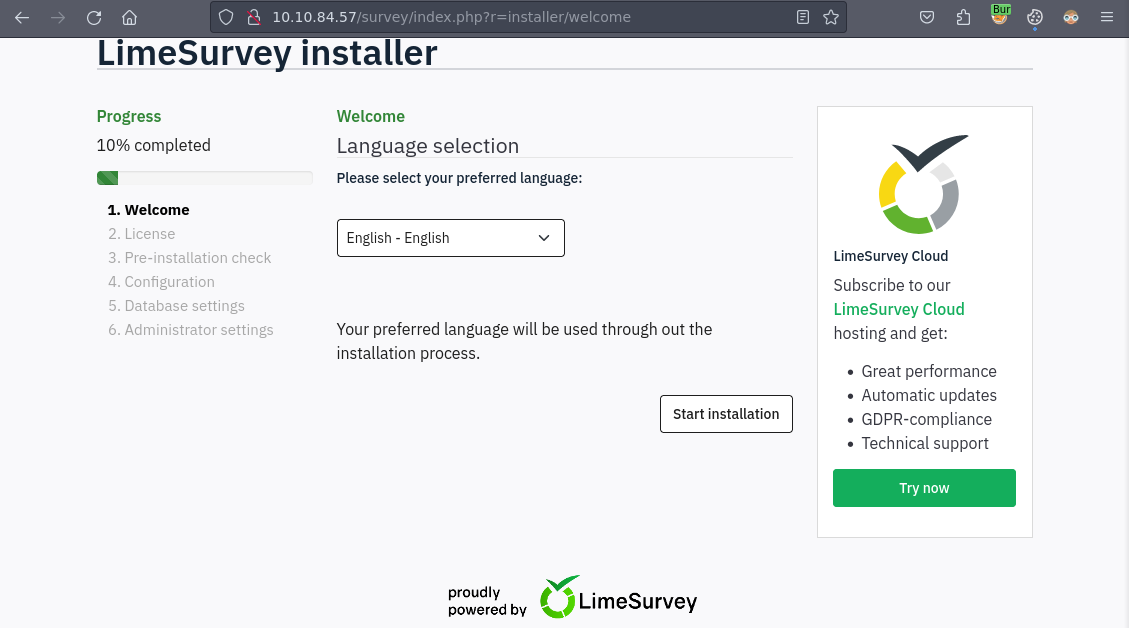 Bur
10.10.84.57/survey/index.php?r=installer/welcome
LimeSurvey installer
Progress
10% completed
1. Welcome
2. License
3. Pre-installation check
4. Configuration
5. Database settings
6. Administrator settings
Welcome
Language selection
Please select your preferred language:
English - English
Your preferred language will be used through out the
installation process.
Start installation
LimeSurvey Cloud
Subscribe to our
LimeSurvey Cloud
hosting and get:
• Great performance
• Automatic updates
• GDPR-compliance
• Technical support
Try now
proudly
powered by
LimeSurvey